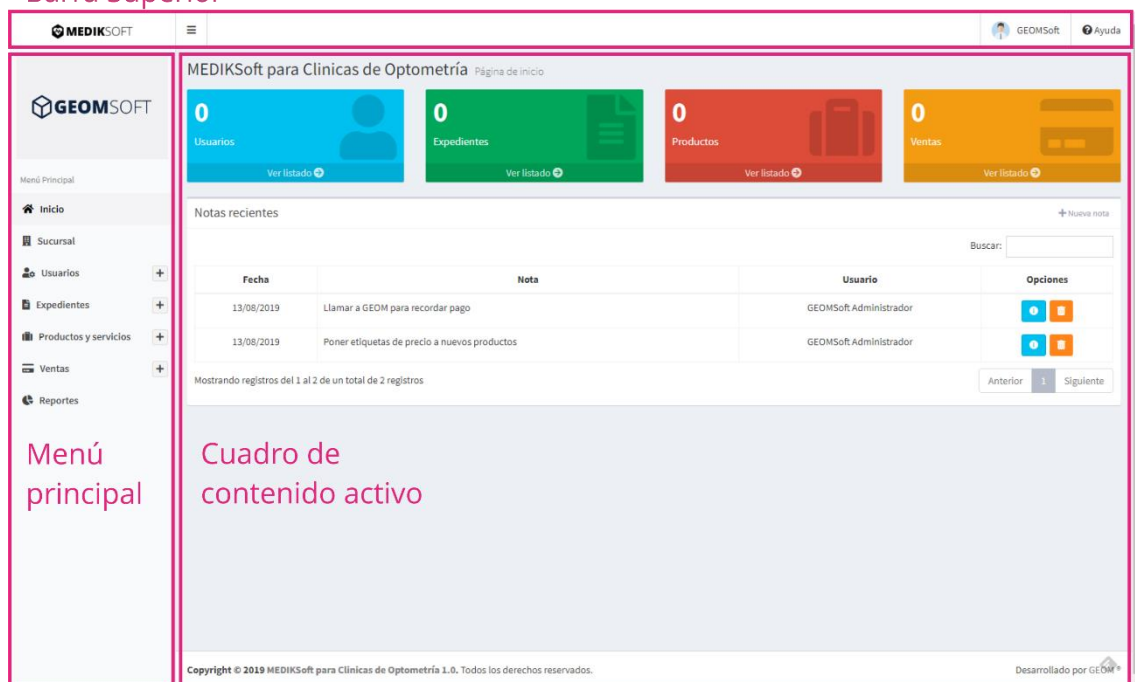 Barra superior
MEDIKSOFT
GEOMSoft
Ayuda
GEOMSOFT
Menú Principal
Inicio
Sucursal
Usuarios
Expedientes
Productos y servicios
Ventas
Reportes
Menú
principal
MEDIKSoft para Clinicas de Optometría Página de inicio
0
Usuarios
Ver listado
0
Expedientes
Ver listado
0
Productos
Ver listado
0
Ventas
Ver listado
Notas recientes
Nueva nota
Buscar:
Fecha Nota Usuario Opciones
13/08/2019 Llamar a GEOM para recordar pago GEOMSoft Administrador
13/08/2019 Poner etiquetas de precio a nuevos productos GEOMSoft Administrador
Mostrando registros del 1 al 2 de un total de 2 registros
Anterior 1 Siguiente
Cuadro de
contenido activo
Copyright © 2019 MEDIKSoft para Clinicas de Optometría 1.0. Todos los derechos reservados.
Desarrollado por GEOM ®